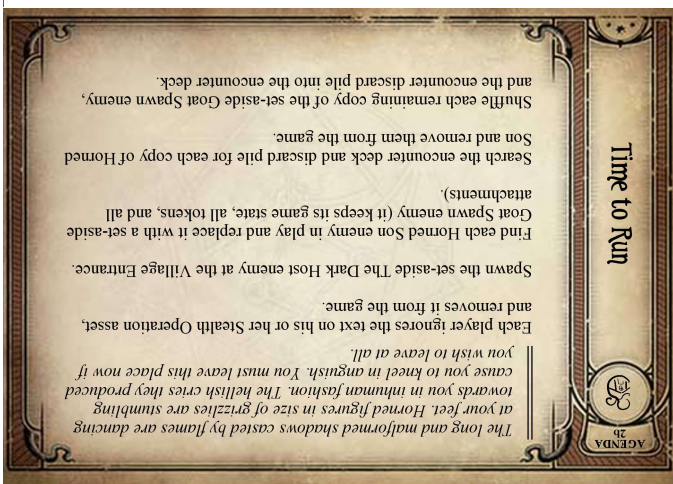 AGENDA
2b
Time to Run
The long and malformed shadows casted by flames are dancing
at your feet. Horned figures in size of grizzlies are stumbling
towards you in inhuman fashion. The hellish cries they produced
cause you to kneel in anguish. You must leave this place now if
you wish to leave at all.
Each player ignores the text on his or her Stealth Operation asset,
and removes it from the game.
Spawn the set-aside The Dark Host enemy at the Village Entrance.
Find each Horned Son enemy in play and replace it with a set-aside
Goat Spawn enemy (it keeps its game state, all tokens, and all
attachments).
Search the encounter deck and discard pile for each copy of Horned
Son and remove them from the game.
Shuffle each remaining copy of the set-aside Goat Spawn enemy,
and the encounter discard pile into the encounter deck.